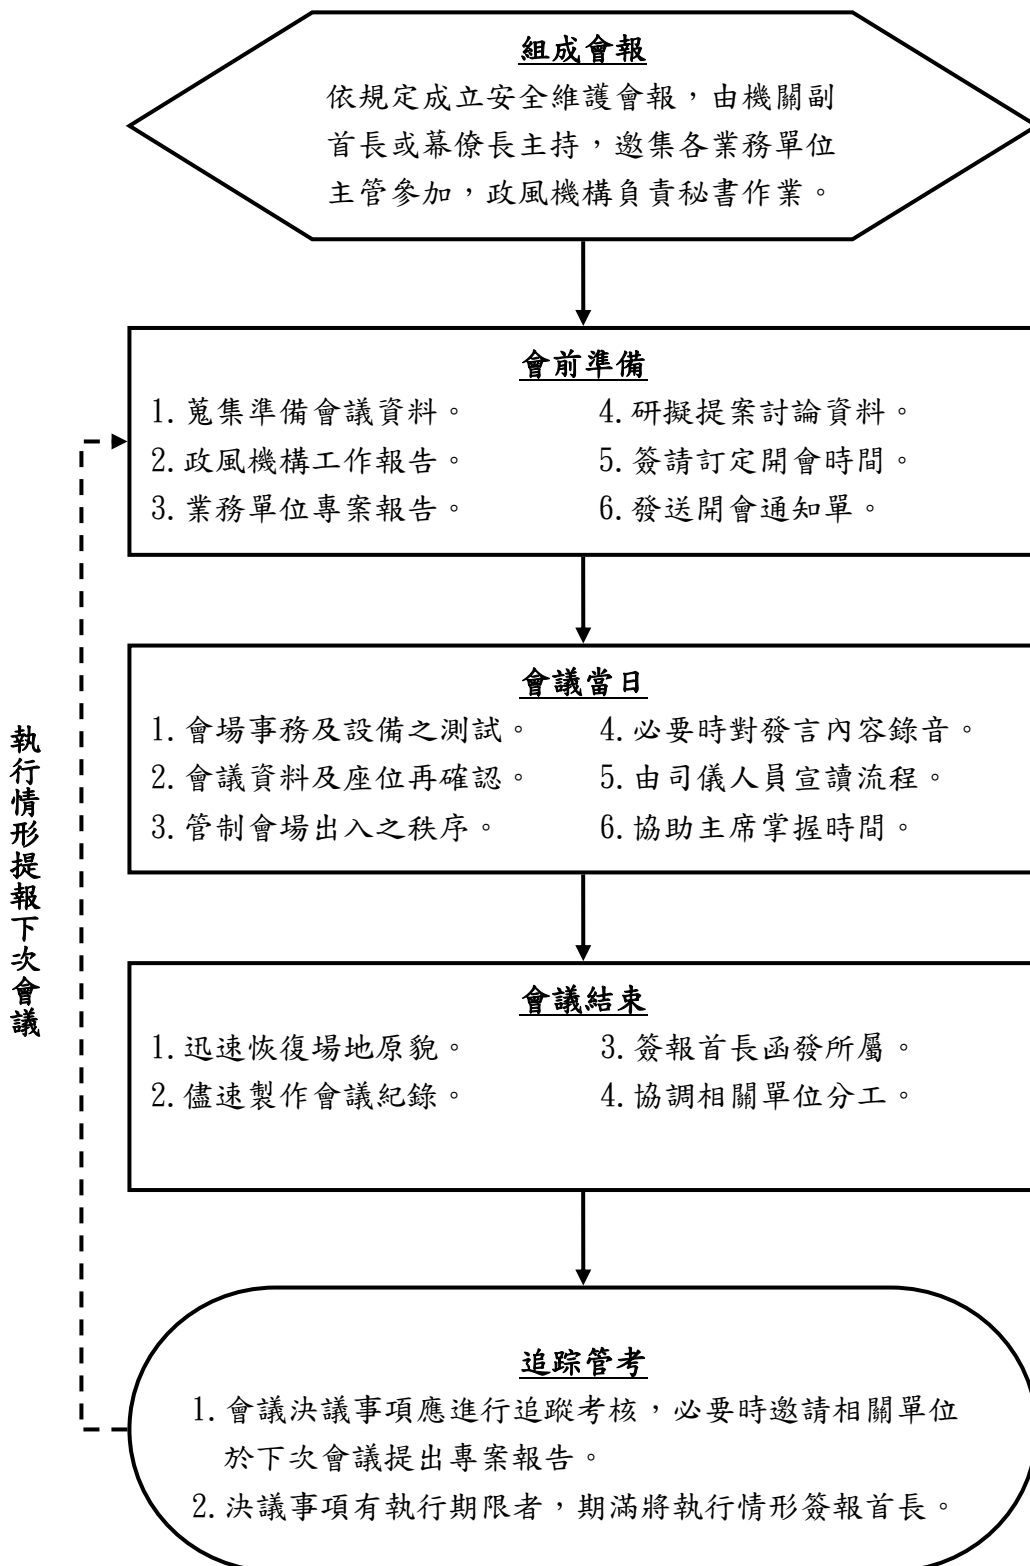 組成會報
依規定成立安全維護會報，由機關副
首長或幕僚長主持，邀集各業務單位
主管參加，政風機構負責秘書作業。
會前準備
1.蒐集準備會議資料。
2.政風機構工作報告。
3.業務單位專案報告。
4.研擬提案討論資料。
5.簽請訂定開會時間。
6.發送開會通知單。
會議當日
1.會場事務及設備之測試。
2.會議資料及座位再確認。
3.管制會場出入之秩序。
4.必要時對發言內容錄音。
5.由司儀人員宣讀流程。
6.協助主席掌握時間。
會議結束
1.迅速恢復場地原貌。
2.儘速製作會議紀錄。
3.簽報首長函發所屬。
4.協調相關單位分工。
追踪管考
1.會議決議事項應進行追蹤考核，必要時邀請相關單位
於下次會議提出專案報告。
2.決議事項有執行期限者，期滿將執行情形簽報首長。
執行情形提報下次會議